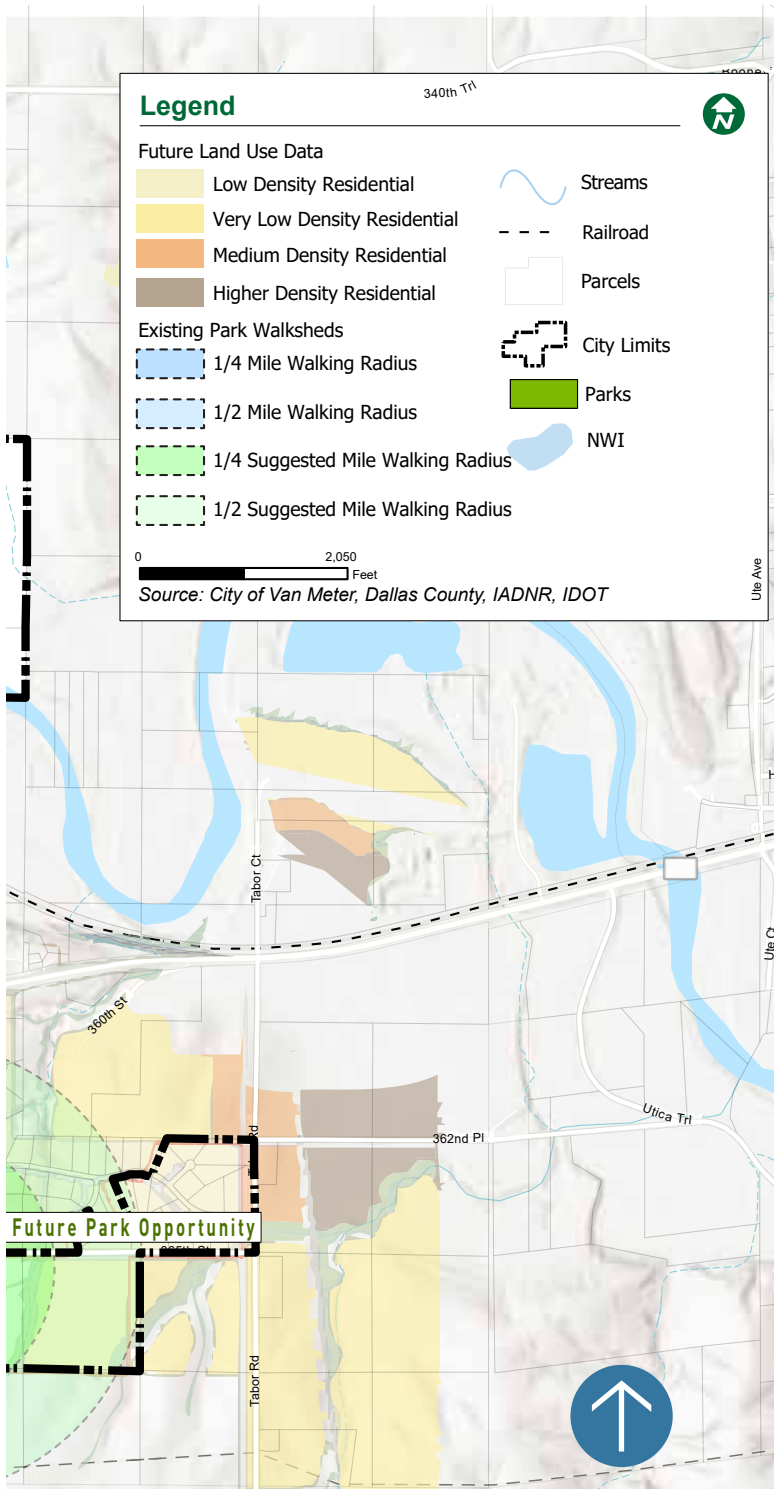 340th Trl
Legend
N
Future Land Use Data
Low Density Residential
Very Low Density Residential
Medium Density Residential
Higher Density Residential
Existing Park Walksheds
1/4 Mile Walking Radius
1/2 Mile Walking Radius
1/4 Suggested Mile Walking Radius
1/2 Suggested Mile Walking Radius
Streams
Railroad
Parcels
City Limits
Parks
NWI
0 2,050
Feet
Source: City of Van Meter, Dallas County, IADNR, IDOT
Ute Ave
Tabor Ct
Ute Ct
360th St
Utica Trl
362nd Pl
Future Park Opportunity
Tabor Rd